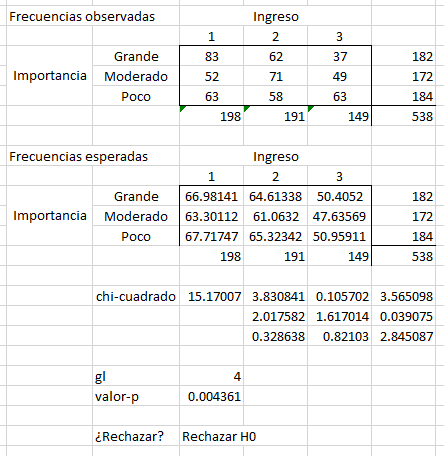 Frecuencias observadas Ingreso
1 2 3
Grande 83 62 37 182
Importancia Moderado 52 71 49 172
Poco 63 58 63 184
198 191 149 538
Frecuencias esperadas Ingreso
1 2 3
Grande 66.98141 64.61338 50.4052 182
Importancia Moderado 63.30112 61.0632 47.63569 172
Poco 67.71747 65.32342 50.95911 184
198 191 149 538
chi-cuadrado 15.17007 3.830841 0.105702 3.565098
2.017582 1.617014 0.039075
0.328638 0.82103 2.845087
gl 4
valor-p 0.004361
¿Rechazar? Rechazar H0